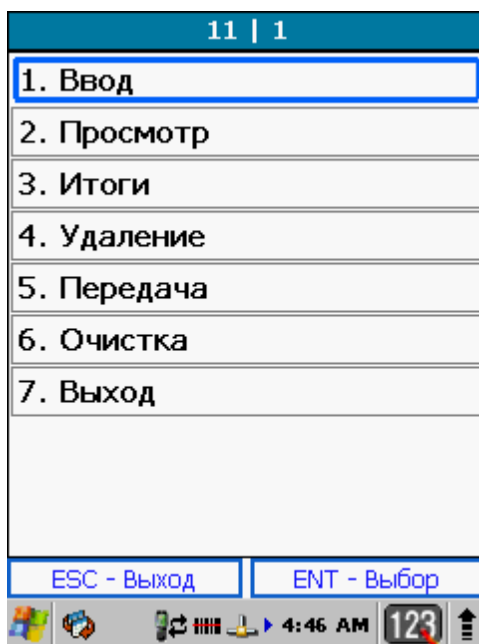 11 | 1
1. Ввод
2. Просмотр
3. Итоги
4. Удаление
5. Передача
6. Очистка
7. Выход
ESC - Выход ENT - Выбор
4:46 AM 123